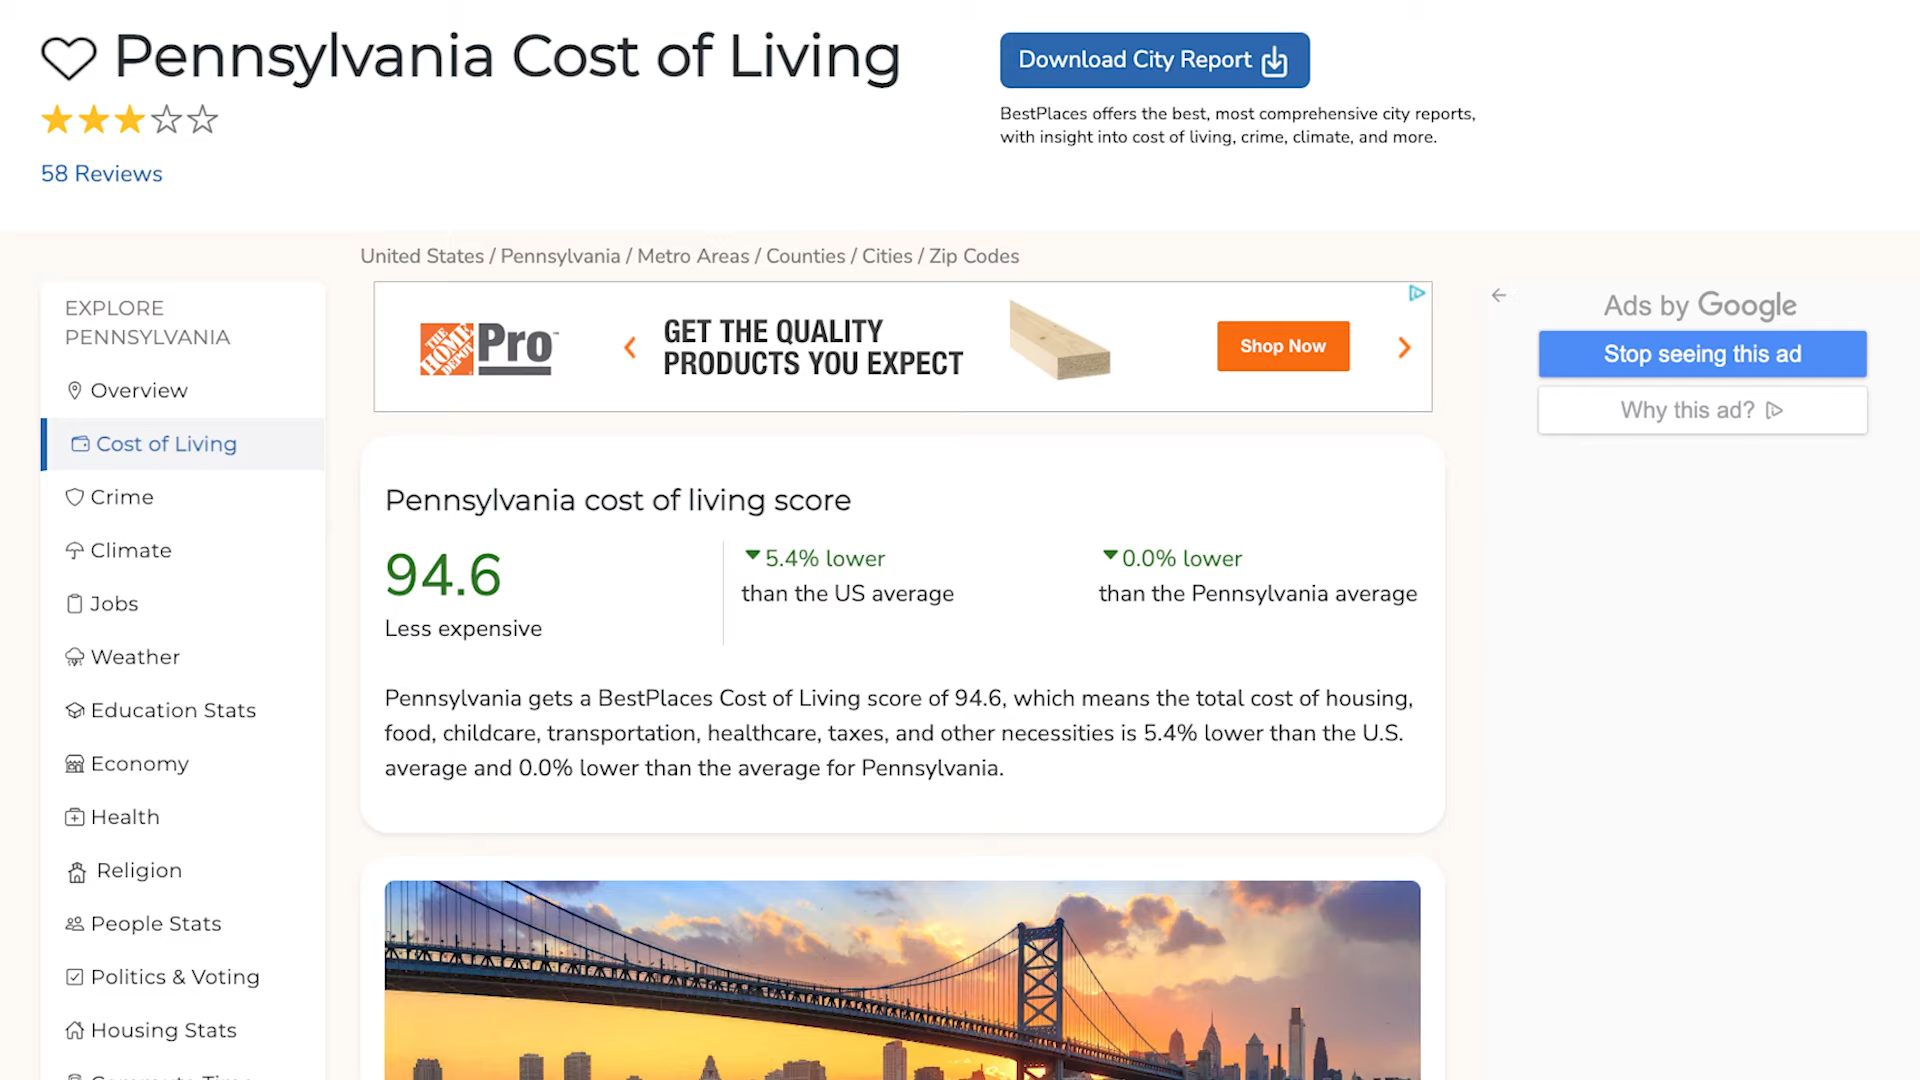 Pennsylvania Cost of Living
58 Reviews
Download City Report
BestPlaces offers the best, most comprehensive city reports,
with insight into cost of living, crime, climate, and more.
United States / Pennsylvania / Metro Areas / Counties / Cities / Zip Codes
EXPLORE
PENNSYLVANIA
Overview
Cost of Living
Crime
Climate
Jobs
Weather
Education Stats
Economy
Health
Religion
People Stats
Politics & Voting
Housing Stats
THE HOME DEPOT Pro™
GET THE QUALITY
PRODUCTS YOU EXPECT
Shop Now
Pennsylvania cost of living score
94.6
Less expensive
5.4% lower
than the US average
0.0% lower
than the Pennsylvania average
Pennsylvania gets a BestPlaces Cost of Living score of 94.6, which means the total cost of housing,
food, childcare, transportation, healthcare, taxes, and other necessities is 5.4% lower than the U.S.
average and 0.0% lower than the average for Pennsylvania.
Ads by Google
Stop seeing this ad
Why this ad?